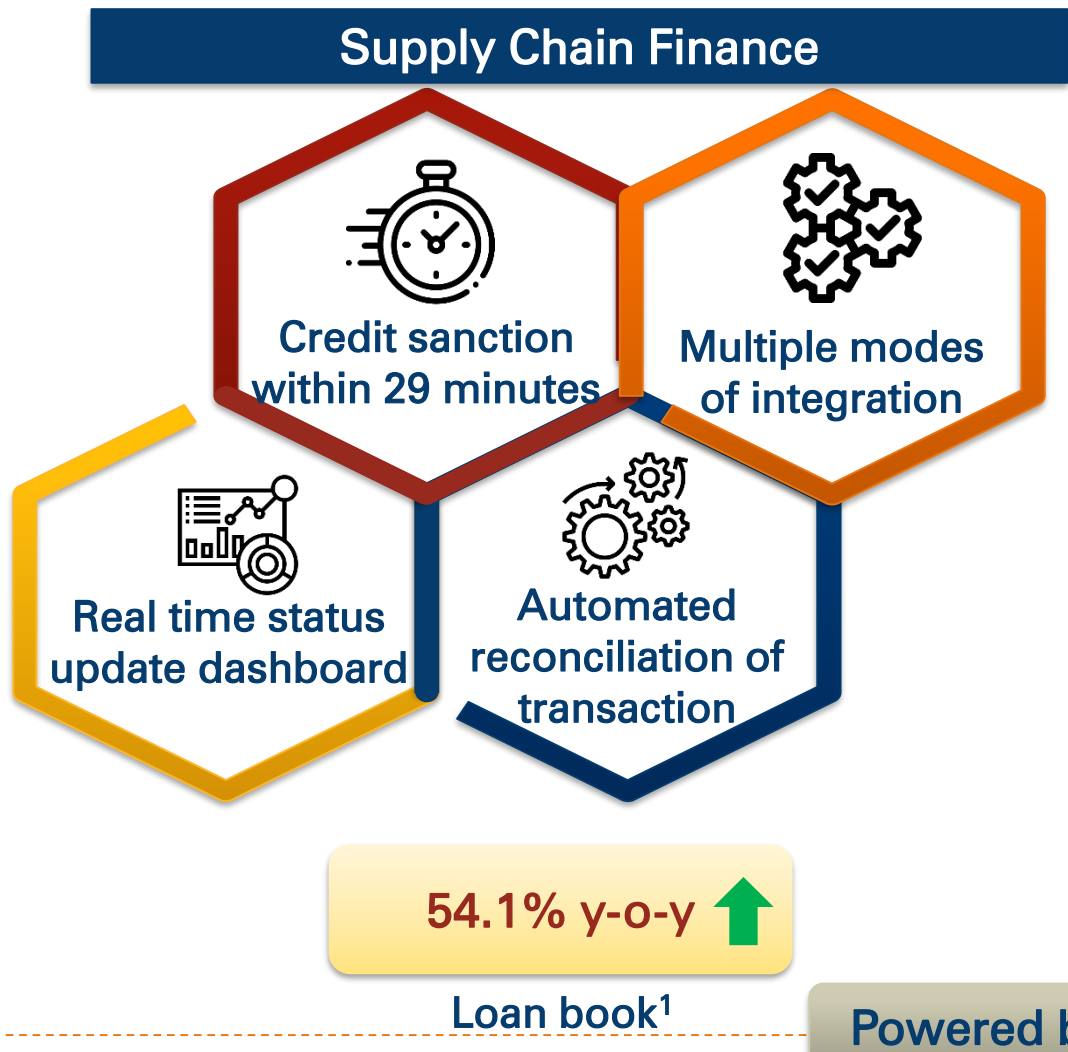 Supply Chain Finance
Credit sanction
within 29 minutes
Multiple modes
of integration
Real time status
update dashboard
Automated
reconciliation of
transaction
54.1% y-o-y
Loan book¹
Powered